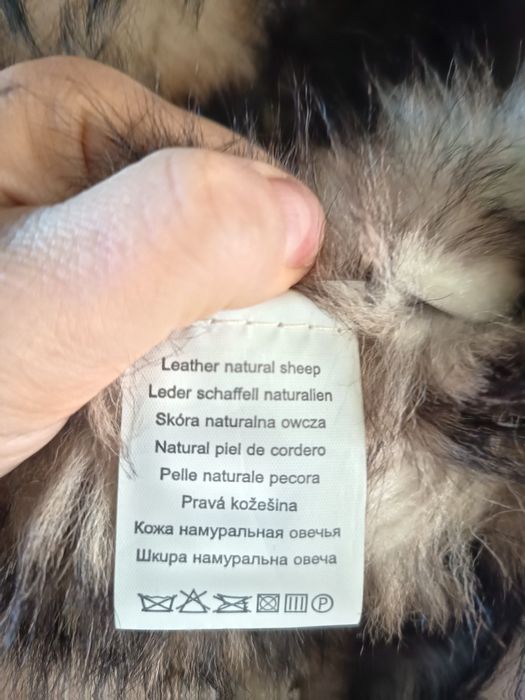 Leather natural sheep
Leder schaffell naturalien
Skóra naturalna owcza
Natural piel de cordero
Pelle naturale pecora
Pravá kožešina
Кожа намуральная овечья
Шкира намуральна овеча
P